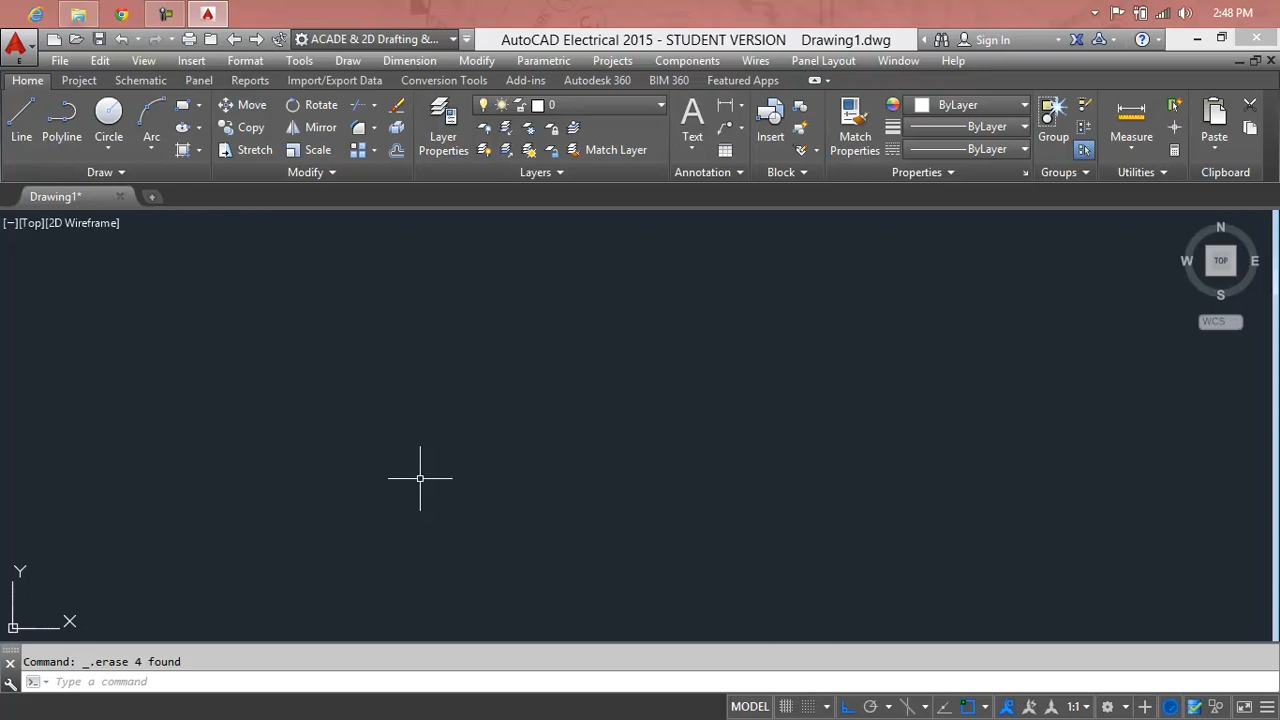 2:48 PM
ACADE & 2D Drafting &...
AutoCAD Electrical 2015 - STUDENT VERSION Drawing1.dwg
Sign In
E
File Edit View Insert Format Tools Draw Dimension Modify Parametric Projects Components Wires Panel Layout Window Help
Home Project Schematic Panel Reports Import/Export Data Conversion Tools Add-ins Autodesk 360 BIM 360 Featured Apps
Line
Polyline
Circle
Arc
Move
Rotate
Copy
Mirror
Stretch
Scale
Layer
Properties
0
Match Layer
A
Text
Insert
Match
Properties
ByLayer
ByLayer
ByLayer
Group
Measure
Paste
Draw Modify Layers Annotation Block Properties Groups Utilities Clipboard
Drawing1*
[−][Top][2D Wireframe]
N
W TOP E
S
WCS
Y
X
Command: _.erase 4 found
Type a command
MODEL 1:1